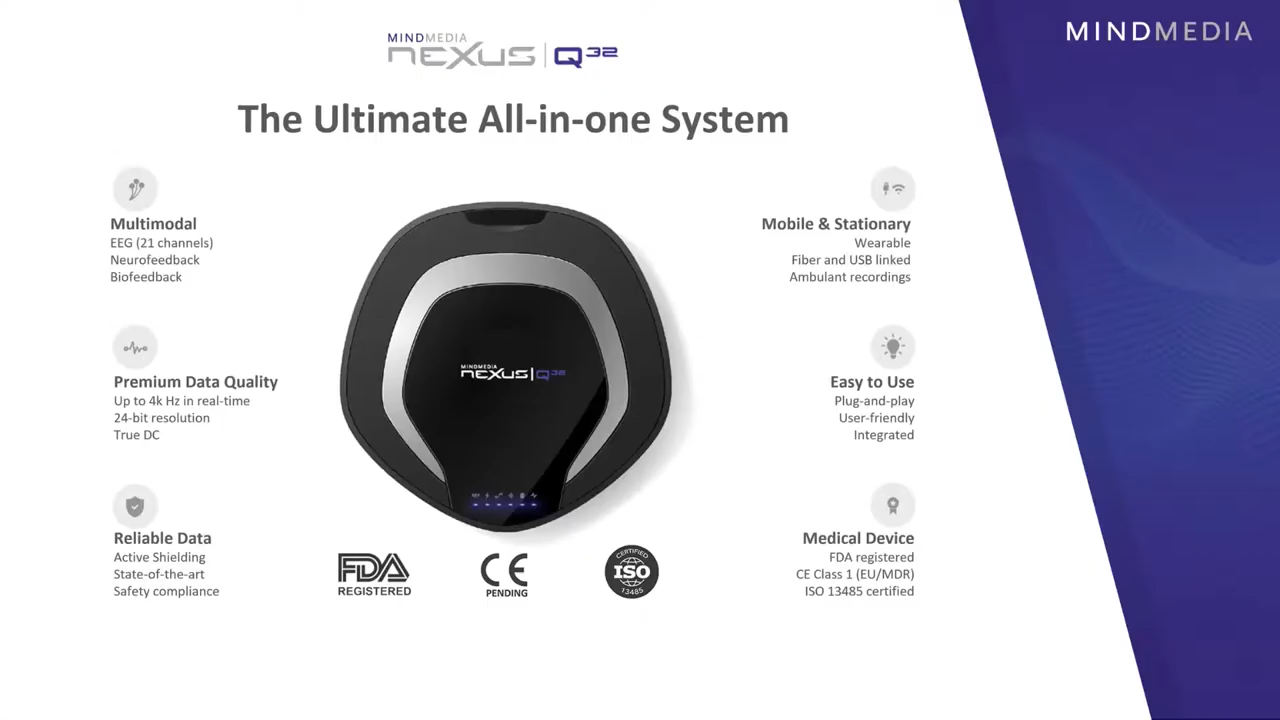 MINDMEDIA
NEXUS | Q32
MINDMEDIA
The Ultimate All-in-one System
Multimodal
EEG (21 channels)
Neurofeedback
Biofeedback
Premium Data Quality
Up to 4k Hz in real-time
24-bit resolution
True DC
Reliable Data
Active Shielding
State-of-the-art
Safety compliance
MINDMEDIA
NEXUS | Q32
FDA
REGISTERED
CE
PENDING
CERTIFIED
ISO
13485
Mobile & Stationary
Wearable
Fiber and USB linked
Ambulant recordings
Easy to Use
Plug-and-play
User-friendly
Integrated
Medical Device
FDA registered
CE Class 1 (EU/MDR)
ISO 13485 certified